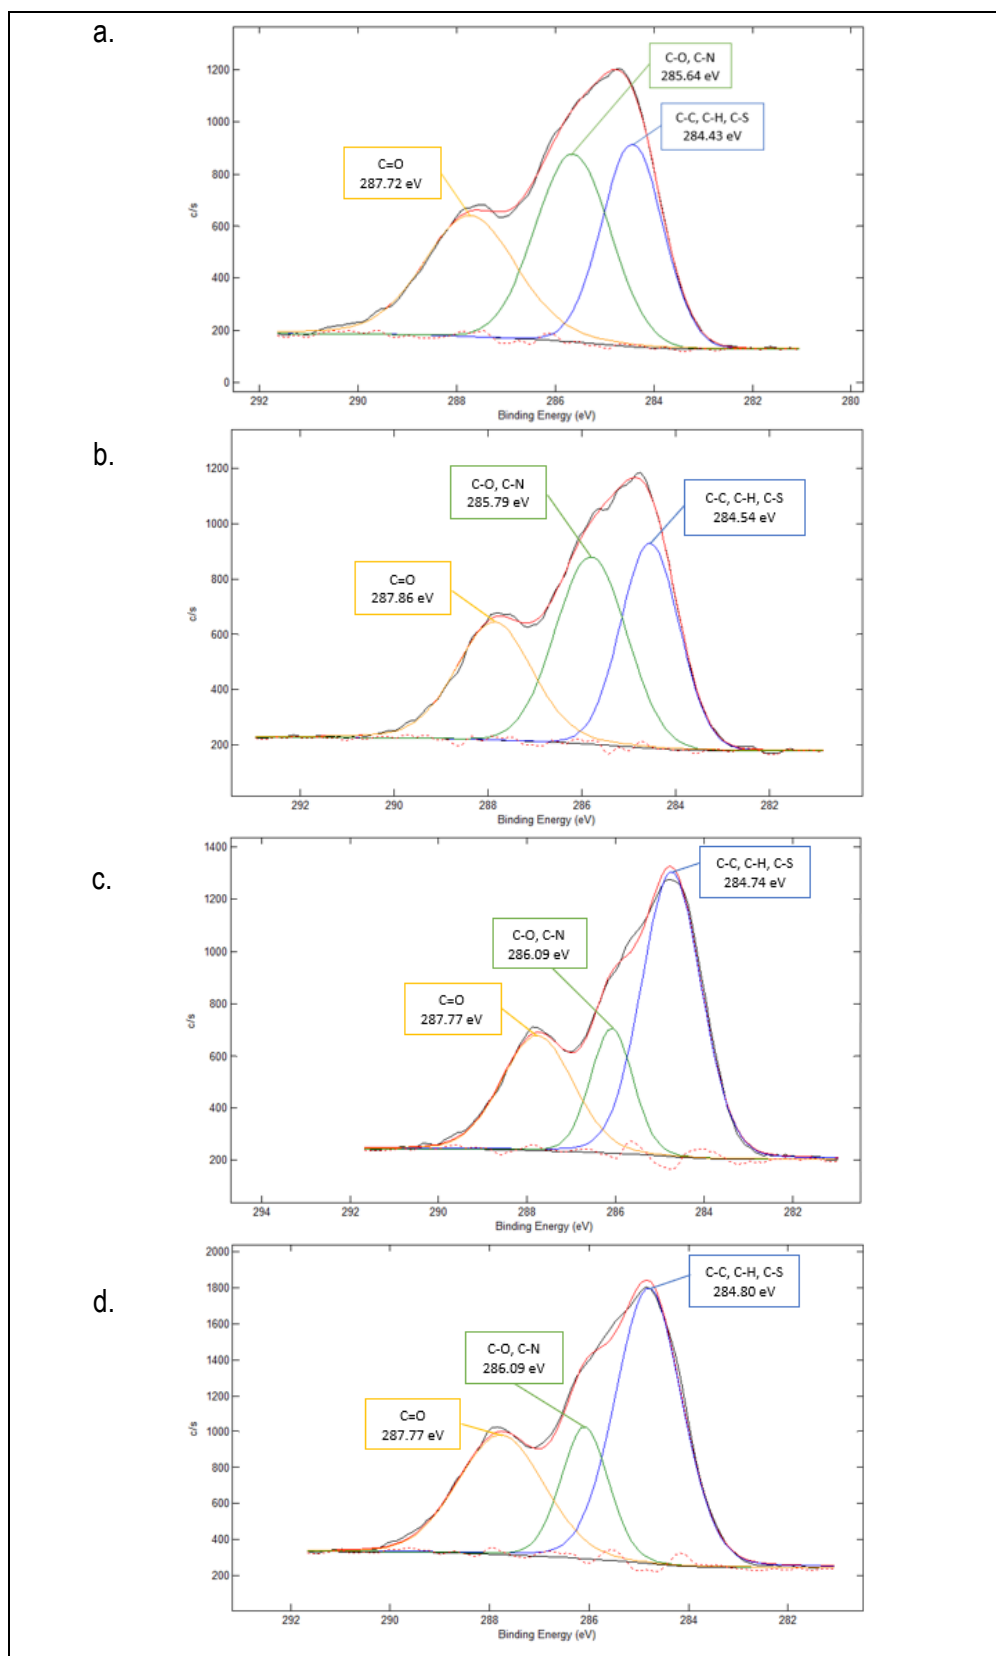 a.
C-O, C-N
285.64 eV
C-C, C-H, C-S
284.43 eV
C=O
287.72 eV
1200
1000
800
600
400
200
0
c/s
292
290
288
286
284
282
280
Binding Energy (eV)
b.
C-O, C-N
285.79 eV
C-C, C-H, C-S
284.54 eV
C=O
287.86 eV
1200
1000
800
600
400
200
c/s
292
290
288
286
284
282
Binding Energy (eV)
c.
C-C, C-H, C-S
284.74 eV
C-O, C-N
286.09 eV
C=O
287.77 eV
1400
1200
1000
800
600
400
200
c/s
294
292
290
288
286
284
282
Binding Energy (eV)
d.
C-C, C-H, C-S
284.80 eV
C-O, C-N
286.09 eV
C=O
287.77 eV
2000
1800
1600
1400
1200
1000
800
600
400
200
c/s
292
290
288
286
284
282
Binding Energy (eV)